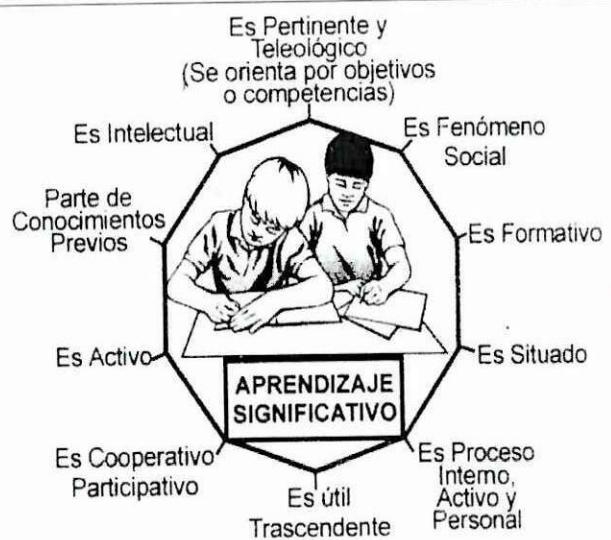 Es Pertinente y
Teleológico
(Se orienta por objetivos
o competencias)
Es Fenómeno
Social
Es Formativo
Es Situado
Es Proceso
Interno,
Activo y
Personal
Es útil
Trascendente
Es Cooperativo
Participativo
Es Activo
Parte de
Conocimientos
Previos
Es Intelectual
APRENDIZAJE
SIGNIFICATIVO